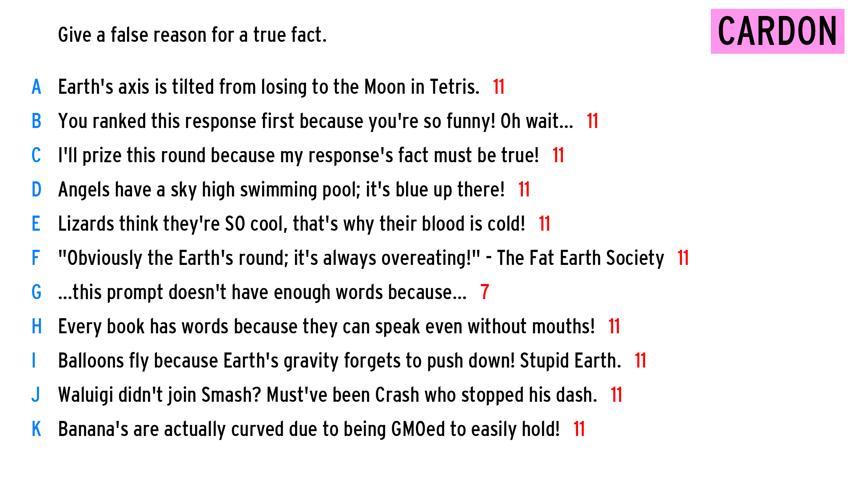 Give a false reason for a true fact.
CARDON
A Earth's axis is tilted from losing to the Moon in Tetris. 11
B You ranked this response first because you're so funny! Oh wait... 11
C I'll prize this round because my response's fact must be true! 11
D Angels have a sky high swimming pool; it's blue up there! 11
E Lizards think they're SO cool, that's why their blood is cold! 11
F "Obviously the Earth's round; it's always overeating!" - The Fat Earth Society 11
G ...this prompt doesn't have enough words because... 7
H Every book has words because they can speak even without mouths! 11
I Balloons fly because Earth's gravity forgets to push down! Stupid Earth. 11
J Waluigi didn't join Smash? Must've been Crash who stopped his dash. 11
K Banana's are actually curved due to being GMOed to easily hold! 11